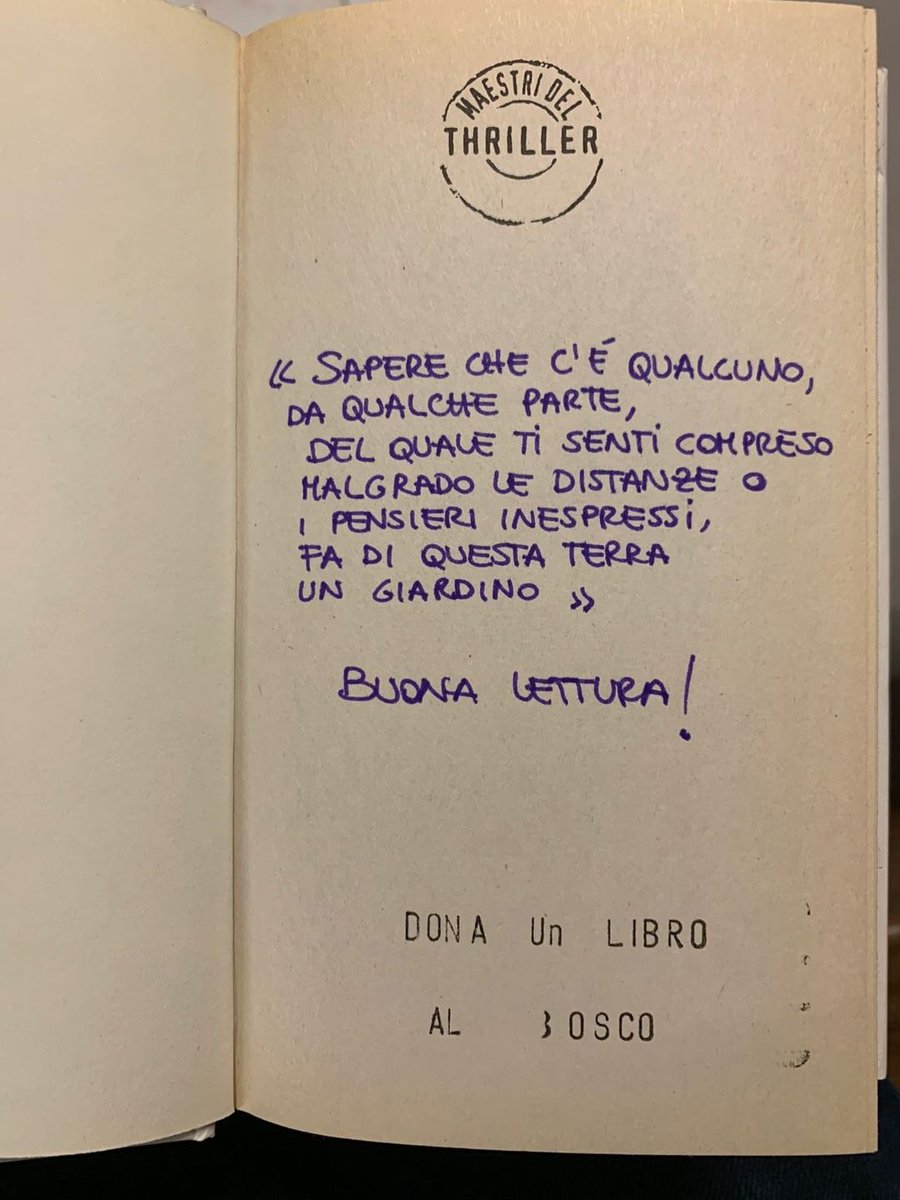 MAESTRI DEL
THRILLER
« SAPERE CHE C'É QUALCUNO,
DA QUALCHE PARTE,
DEL QUALE TI SENTI COMPRESO
MALGRADO LE DISTANZE O
I PENSIERI INESPRESSI,
FA DI QUESTA TERRA
UN GIARDINO »
BUONA LETTURA!
DONA Un LIBRO
AL BOSCO